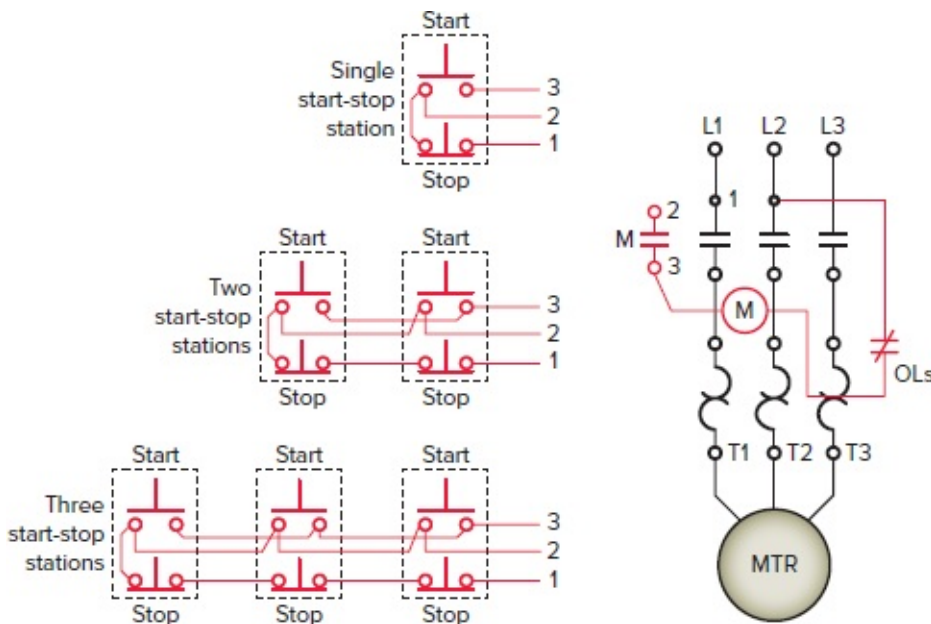 Start
Single
start-stop
station
3
2
1
Stop
Start Start
Two
start-stop
stations
3
2
1
Stop Stop
Start Start Start
Three
start-stop
stations
3
2
1
Stop Stop Stop
L1 L2 L3
1
2
M
3
M
OLs
T1 T2 T3
MTR